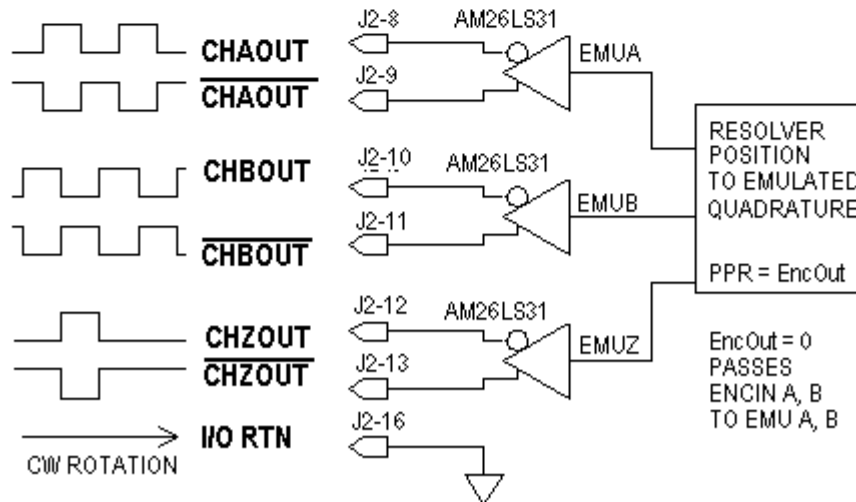 J2-8
AM26LS31
CHAOUT
EMUA
J2-9
CHAOUT
RESOLVER
POSITION
TO EMULATED
QUADRATURE
PPR = EncOut
J2-10
AM26LS31
CHBOUT
EMUB
J2-11
CHBOUT
J2-12
AM26LS31
CHZOUT
EMUZ
J2-13
CHZOUT
EncOut = 0
PASSES
ENCIN A, B
TO EMU A, B
J2-16
I/O RTN
CW ROTATION